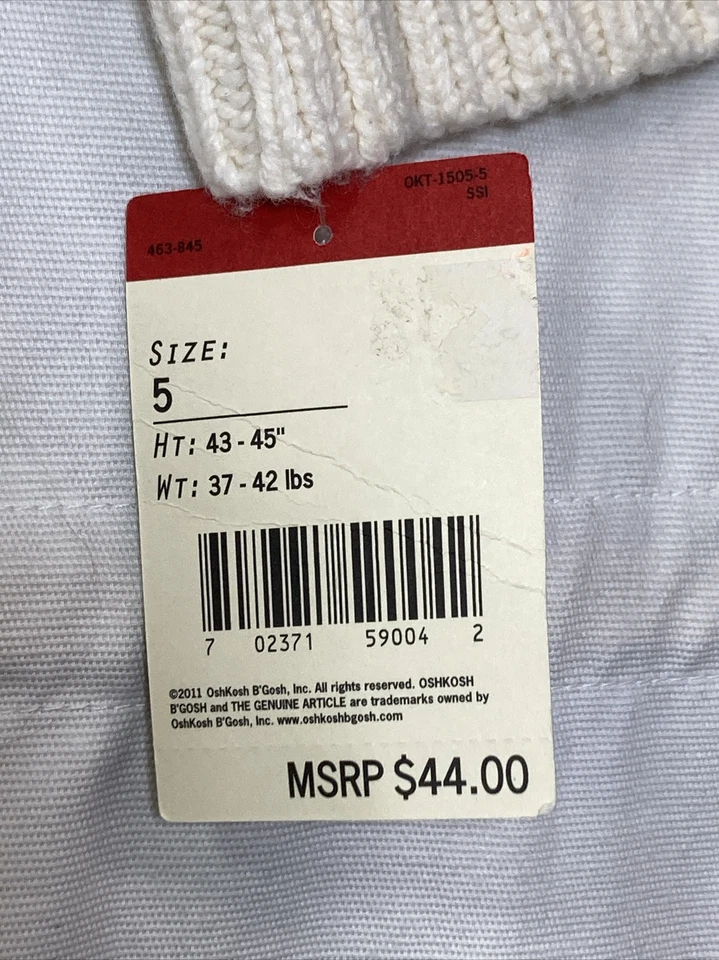 OKT-1505-5
SSI
463-845
SIZE:
5
HT: 43 - 45"
WT: 37 - 42 lbs
7 02371 59004 2
©2011 OshKosh B'Gosh, Inc. All rights reserved. OSHKOSH
B'GOSH and THE GENUINE ARTICLE are trademarks owned by
OshKosh B'Gosh, Inc. www.oshkoshbgosh.com
MSRP $44.00